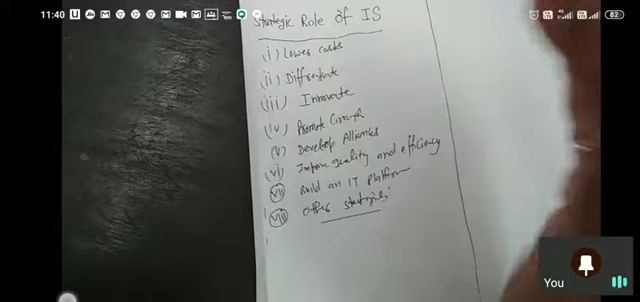 11:40
82
Strategic Role of IS
(i) Lower costs
(ii) Differentiate
(iii) Innovate
(iv) Promote Growth
(v) Develop Alliances
(vi) Improve quality and efficiency
(vii) Build an IT Platform
(viii) Other strategies
You